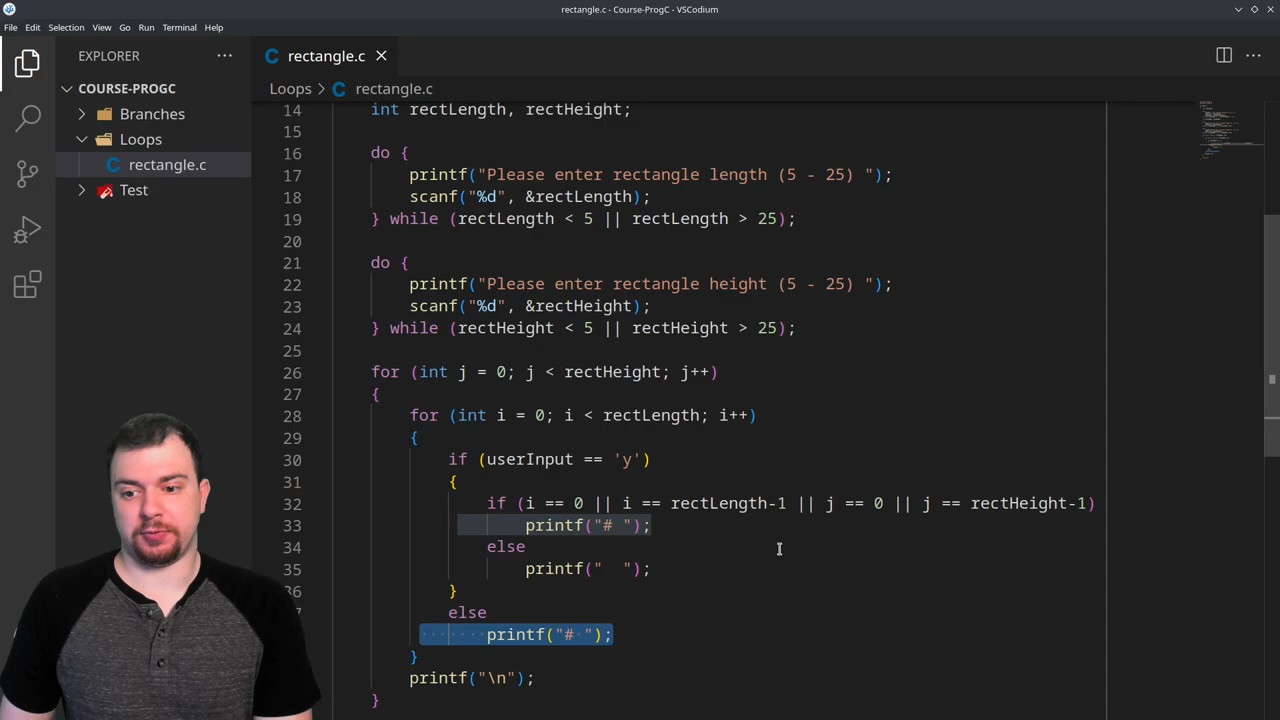 rectangle.c - Course-ProgC - VSCodium
File Edit Selection View Go Run Terminal Help
EXPLORER
rectangle.c
COURSE-PROGC
Branches
Loops
rectangle.c
Test
Loops > rectangle.c
14 int rectLength, rectHeight;
15
16 do {
17 printf("Please enter rectangle length (5 - 25) ");
18 scanf("%d", &rectLength);
19 } while (rectLength < 5 || rectLength > 25);
20
21 do {
22 printf("Please enter rectangle height (5 - 25) ");
23 scanf("%d", &rectHeight);
24 } while (rectHeight < 5 || rectHeight > 25);
25
26 for (int j = 0; j < rectHeight; j++)
27 {
28 for (int i = 0; i < rectLength; i++)
29 {
30 if (userInput == 'y')
31 {
32 if (i == 0 || i == rectLength-1 || j == 0 || j == rectHeight-1)
33 printf("# ");
34 else
35 printf("  ");
36 }
else
printf("# ");
}
printf("\n");
}